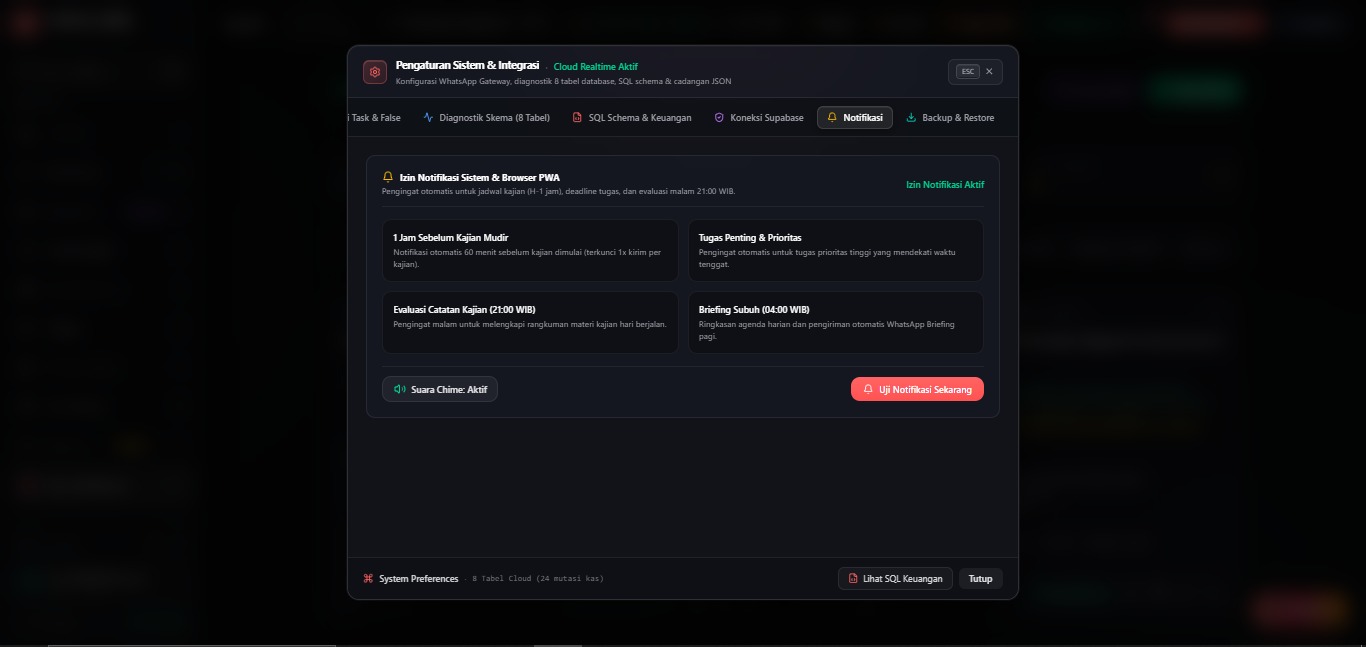 Pengaturan Sistem & Integrasi · Cloud Realtime Aktif
Konfigurasi WhatsApp Gateway, diagnostik 8 tabel database, SQL schema & cadangan JSON
ESC
i Task & False
Diagnostik Skema (8 Tabel)
SQL Schema & Keuangan
Koneksi Supabase
Notifikasi
Backup & Restore
Izin Notifikasi Sistem & Browser PWA
Pengingat otomatis untuk jadwal kajian (H-1 jam), deadline tugas, dan evaluasi malam 21:00 WIB.
Izin Notifikasi Aktif
1 Jam Sebelum Kajian Mudir
Notifikasi otomatis 60 menit sebelum kajian dimulai (terkunci 1x kirim per
kajian).
Tugas Penting & Prioritas
Pengingat otomatis untuk tugas prioritas tinggi yang mendekati waktu
tenggat.
Evaluasi Catatan Kajian (21:00 WIB)
Pengingat malam untuk melengkapi rangkuman materi kajian hari berjalan.
Briefing Subuh (04:00 WIB)
Ringkasan agenda harian dan pengiriman otomatis WhatsApp Briefing
pagi.
Suara Chime: Aktif
Uji Notifikasi Sekarang
System Preferences · 8 Tabel Cloud (24 mutasi kas)
Lihat SQL Keuangan
Tutup